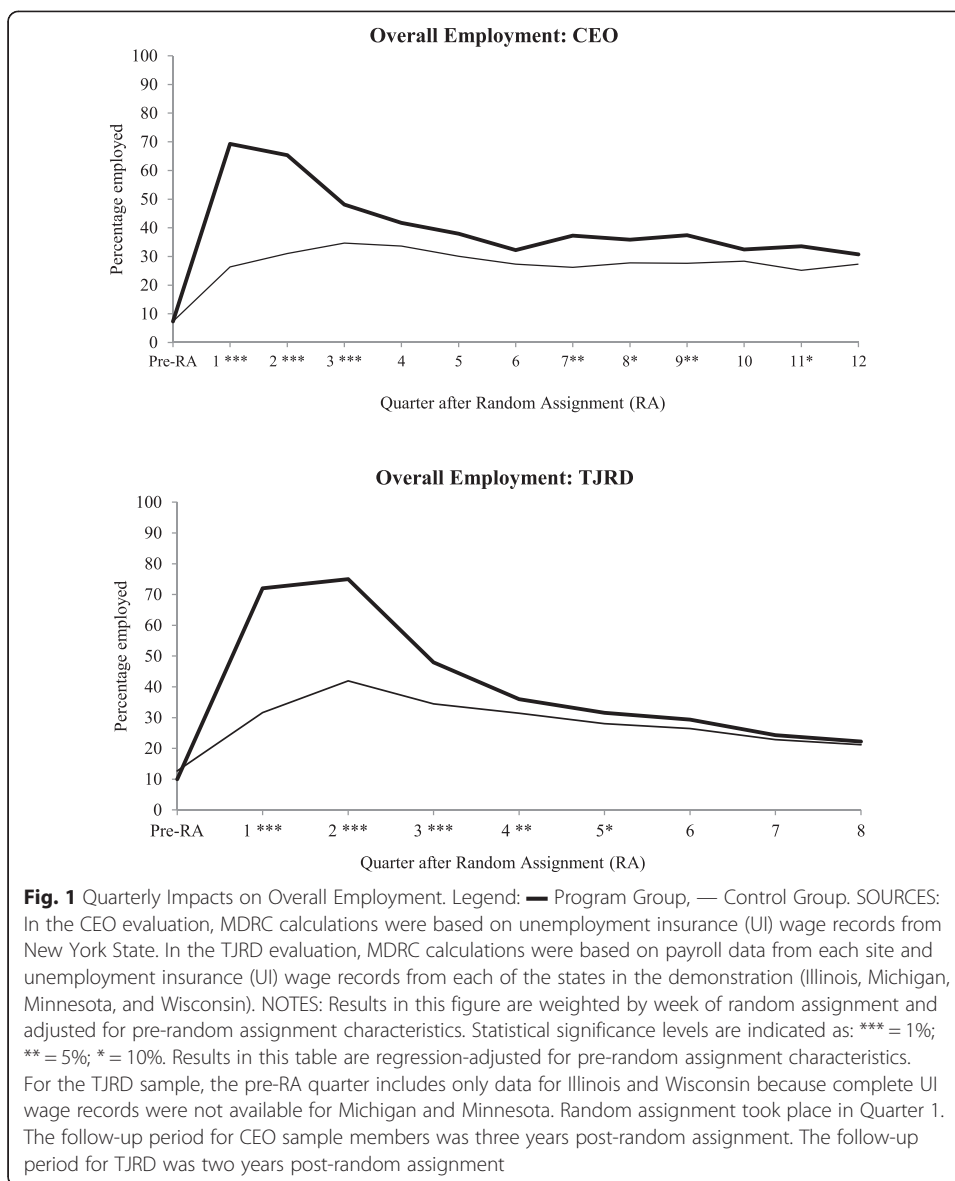 Overall Employment: CEO
100
90
80
70
60
50
40
30
20
10
0
Percentage employed
Pre-RA 1 *** 2 *** 3 *** 4 5 6 7** 8* 9** 10 11* 12
Quarter after Random Assignment (RA)
Overall Employment: TJRD
100
90
80
70
60
50
40
30
20
10
0
Percentage employed
Pre-RA 1 *** 2 *** 3 *** 4 ** 5* 6 7 8
Quarter after Random Assignment (RA)
Fig. 1 Quarterly Impacts on Overall Employment. Legend: — Program Group, — Control Group. SOURCES:
In the CEO evaluation, MDRC calculations were based on unemployment insurance (UI) wage records from
New York State. In the TJRD evaluation, MDRC calculations were based on payroll data from each site and
unemployment insurance (UI) wage records from each of the states in the demonstration (Illinois, Michigan,
Minnesota, and Wisconsin). NOTES: Results in this figure are weighted by week of random assignment and
adjusted for pre-random assignment characteristics. Statistical significance levels are indicated as: *** = 1%;
** = 5%; * = 10%. Results in this table are regression-adjusted for pre-random assignment characteristics.
For the TJRD sample, the pre-RA quarter includes only data for Illinois and Wisconsin because complete UI
wage records were not available for Michigan and Minnesota. Random assignment took place in Quarter 1.
The follow-up period for CEO sample members was three years post-random assignment. The follow-up
period for TJRD was two years post-random assignment